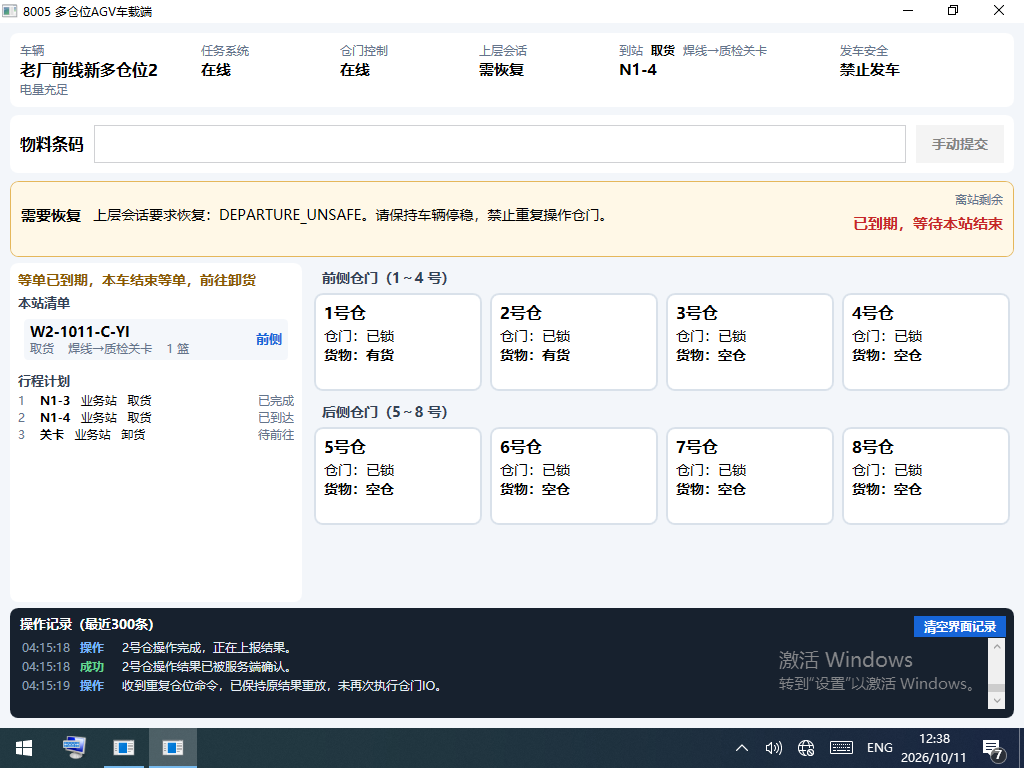 8005 多仓位AGV车载端
车辆
老厂前线新多仓位2
电量充足
任务系统
在线
仓门控制
在线
上层会话
需恢复
到站 取货 焊线→质检关卡
N1-4
发车安全
禁止发车
物料条码
手动提交
需要恢复 上层会话要求恢复：DEPARTURE_UNSAFE。请保持车辆停稳，禁止重复操作仓门。
离站剩余
已到期，等待本站结束
等单已到期，本车结束等单，前往卸货
本站清单
W2-1011-C-YI
取货 焊线→质检关卡 1 篮
前侧
行程计划
1 N1-3 业务站 取货 已完成
2 N1-4 业务站 取货 已到达
3 关卡 业务站 卸货 待前往
前侧仓门（1～4 号）
1号仓
仓门：已锁
货物：有货
2号仓
仓门：已锁
货物：有货
3号仓
仓门：已锁
货物：空仓
4号仓
仓门：已锁
货物：空仓
后侧仓门（5～8 号）
5号仓
仓门：已锁
货物：空仓
6号仓
仓门：已锁
货物：空仓
7号仓
仓门：已锁
货物：空仓
8号仓
仓门：已锁
货物：空仓
操作记录（最近300条）
清空界面记录
04:15:18 操作 2号仓操作完成，正在上报结果。
04:15:18 成功 2号仓操作结果已被服务端确认。
04:15:19 操作 收到重复仓位命令，已保持原结果重放，未再次执行仓门IO。
激活 Windows
转到"设置"以激活 Windows。
ENG
12:38
2026/10/11
7